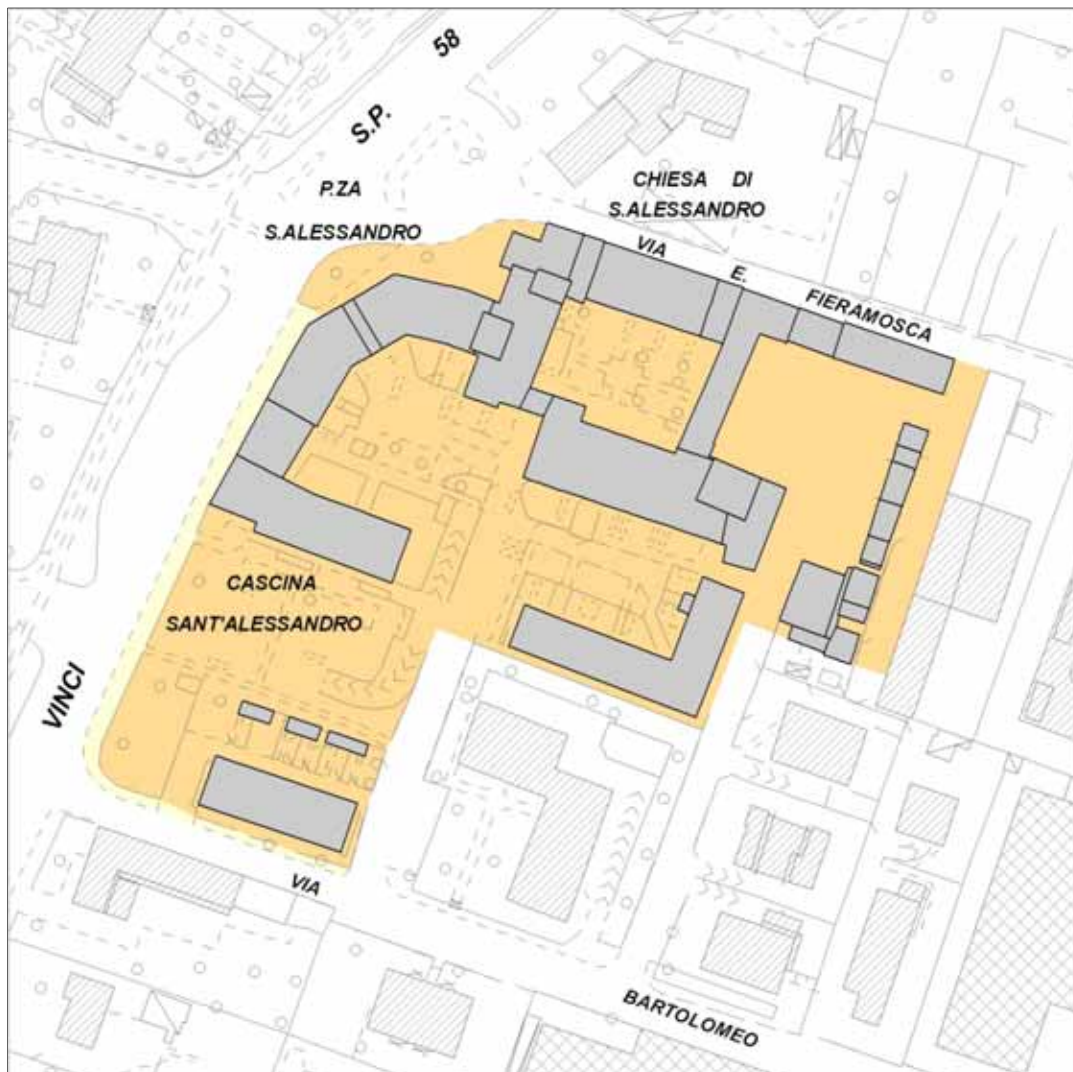 58
S.P.
P.ZA
S.ALESSANDRO
CHIESA DI
S.ALESSANDRO
VIA
E.
FIERAMOSCA
CASCINA
SANT'ALESSANDRO
VINCI
VIA
BARTOLOMEO